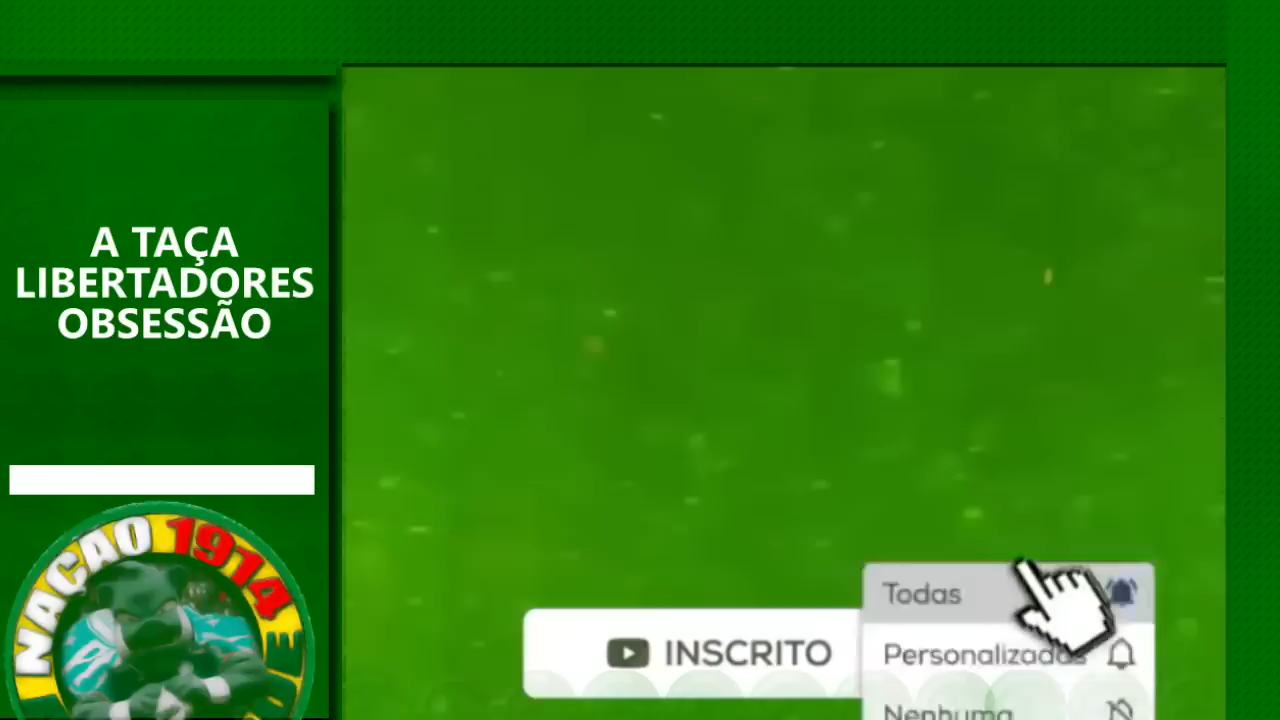 A TAÇA
LIBERTADORES
OBSESSÃO
NAÇÃO 1914
INSCRITO
Todas
Personalizadas
Nenhuma